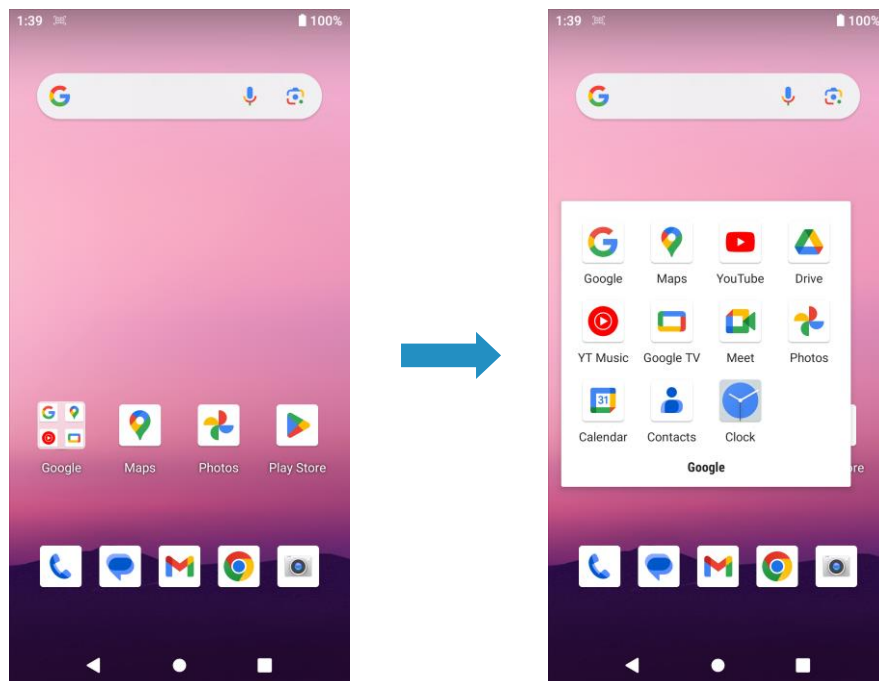 1:39 100%
Google Maps Photos Play Store
1:39 100%
Google Maps YouTube Drive
YT Music Google TV Meet Photos
31
Calendar Contacts Clock
Google
re